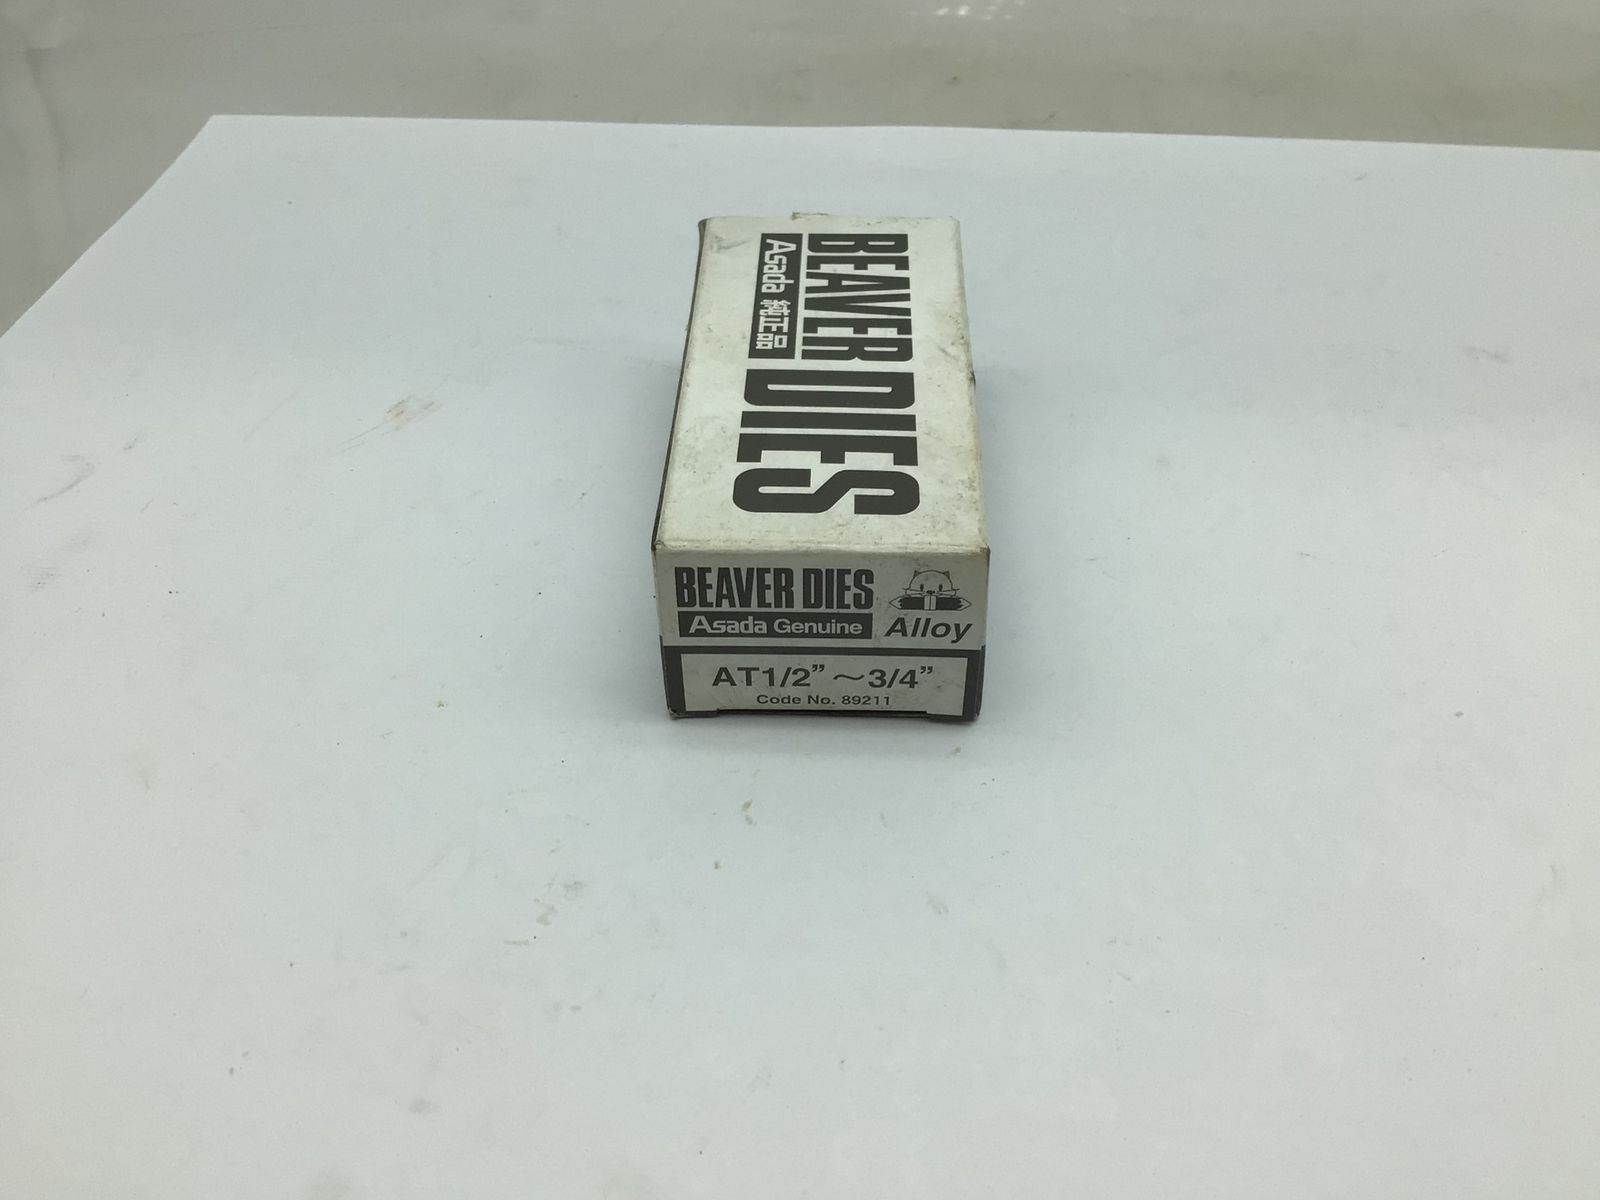 BEAVER DIES
Asada 純正品
BEAVER DIES
Asada Genuine
Alloy
AT1/2”～3/4”
Code No. 89211